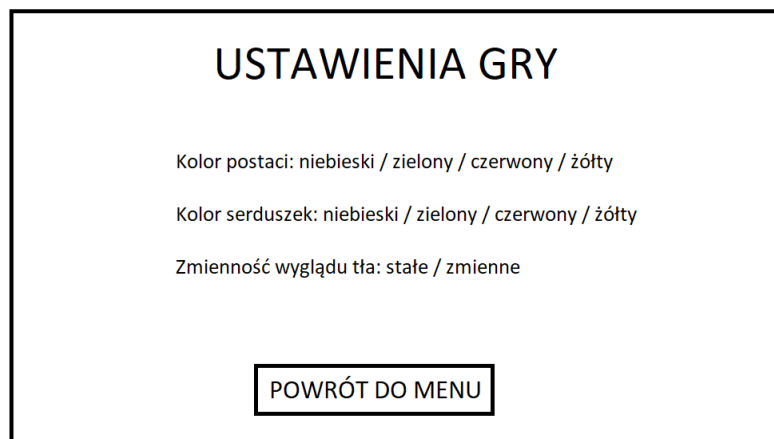 USTAWIENIA GRY
Kolor postaci: niebieski / zielony / czerwony / żółty
Kolor serduszek: niebieski / zielony / czerwony / żółty
Zmienność wyglądu tła: stałe / zmienne
POWRÓT DO MENU